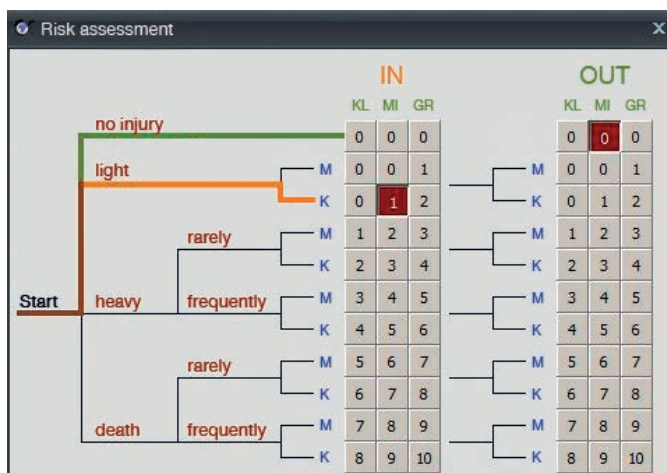 Risk assessment X
IN OUT
KL MI GR KL MI GR
no injury 0 0 0 0 0 0
light M 0 0 1 M 0 0 1
K 0 1 2 K 0 1 2
rarely M 1 2 3 M 1 2 3
K 2 3 4 K 2 3 4
Start heavy frequently M 3 4 5 M 3 4 5
K 4 5 6 K 4 5 6
rarely M 5 6 7 M 5 6 7
K 6 7 8 K 6 7 8
death frequently M 7 8 9 M 7 8 9
K 8 9 10 K 8 9 10